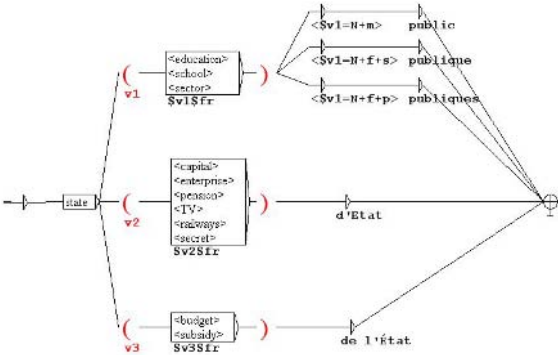 <$v1=N+m> public
<education>
<school>
<sector>
$v1$fr
v1
<$v1=N+f+s> publique
<$v1=N+f+p> publiques
state
<capital>
<enterprise>
<pension>
<TV>
<railways>
<secret>
$v2$fr
v2
d'Etat
<budget>
<subsidy>
$v3$fr
v3
de l'État